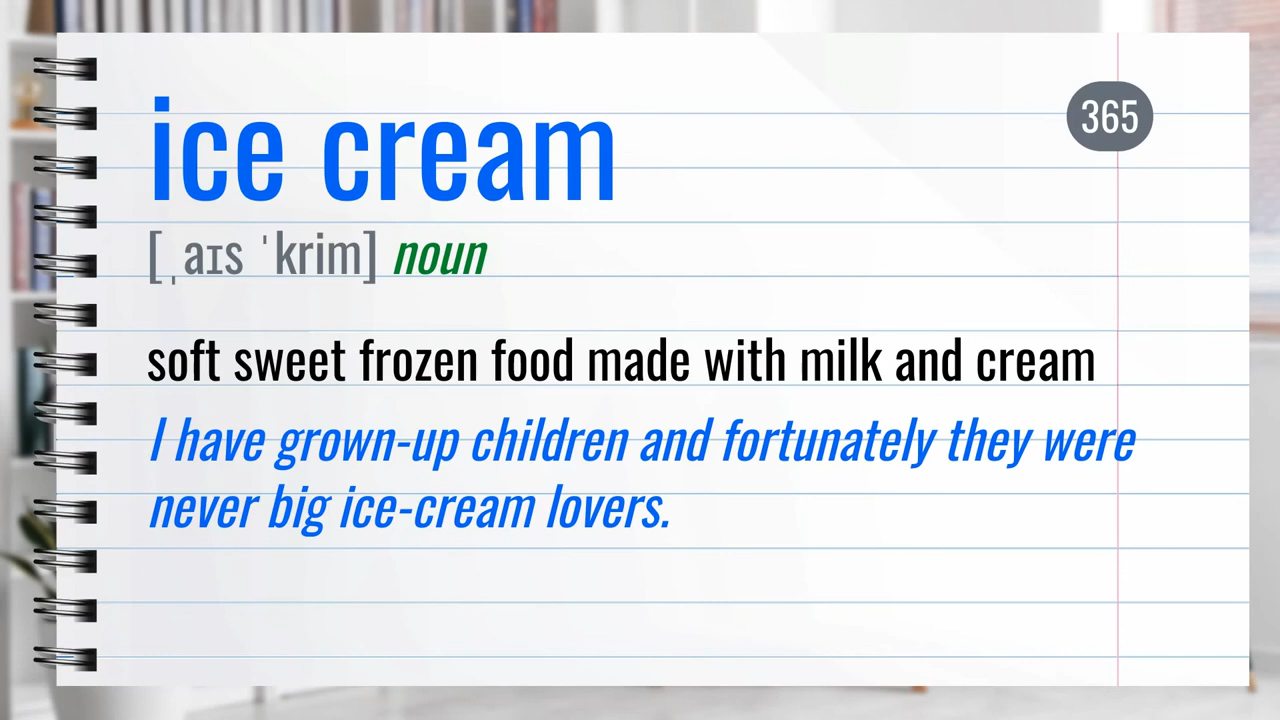 ice cream
365
[ˌaɪs ˈkrim] noun
soft sweet frozen food made with milk and cream
I have grown-up children and fortunately they were
never big ice-cream lovers.